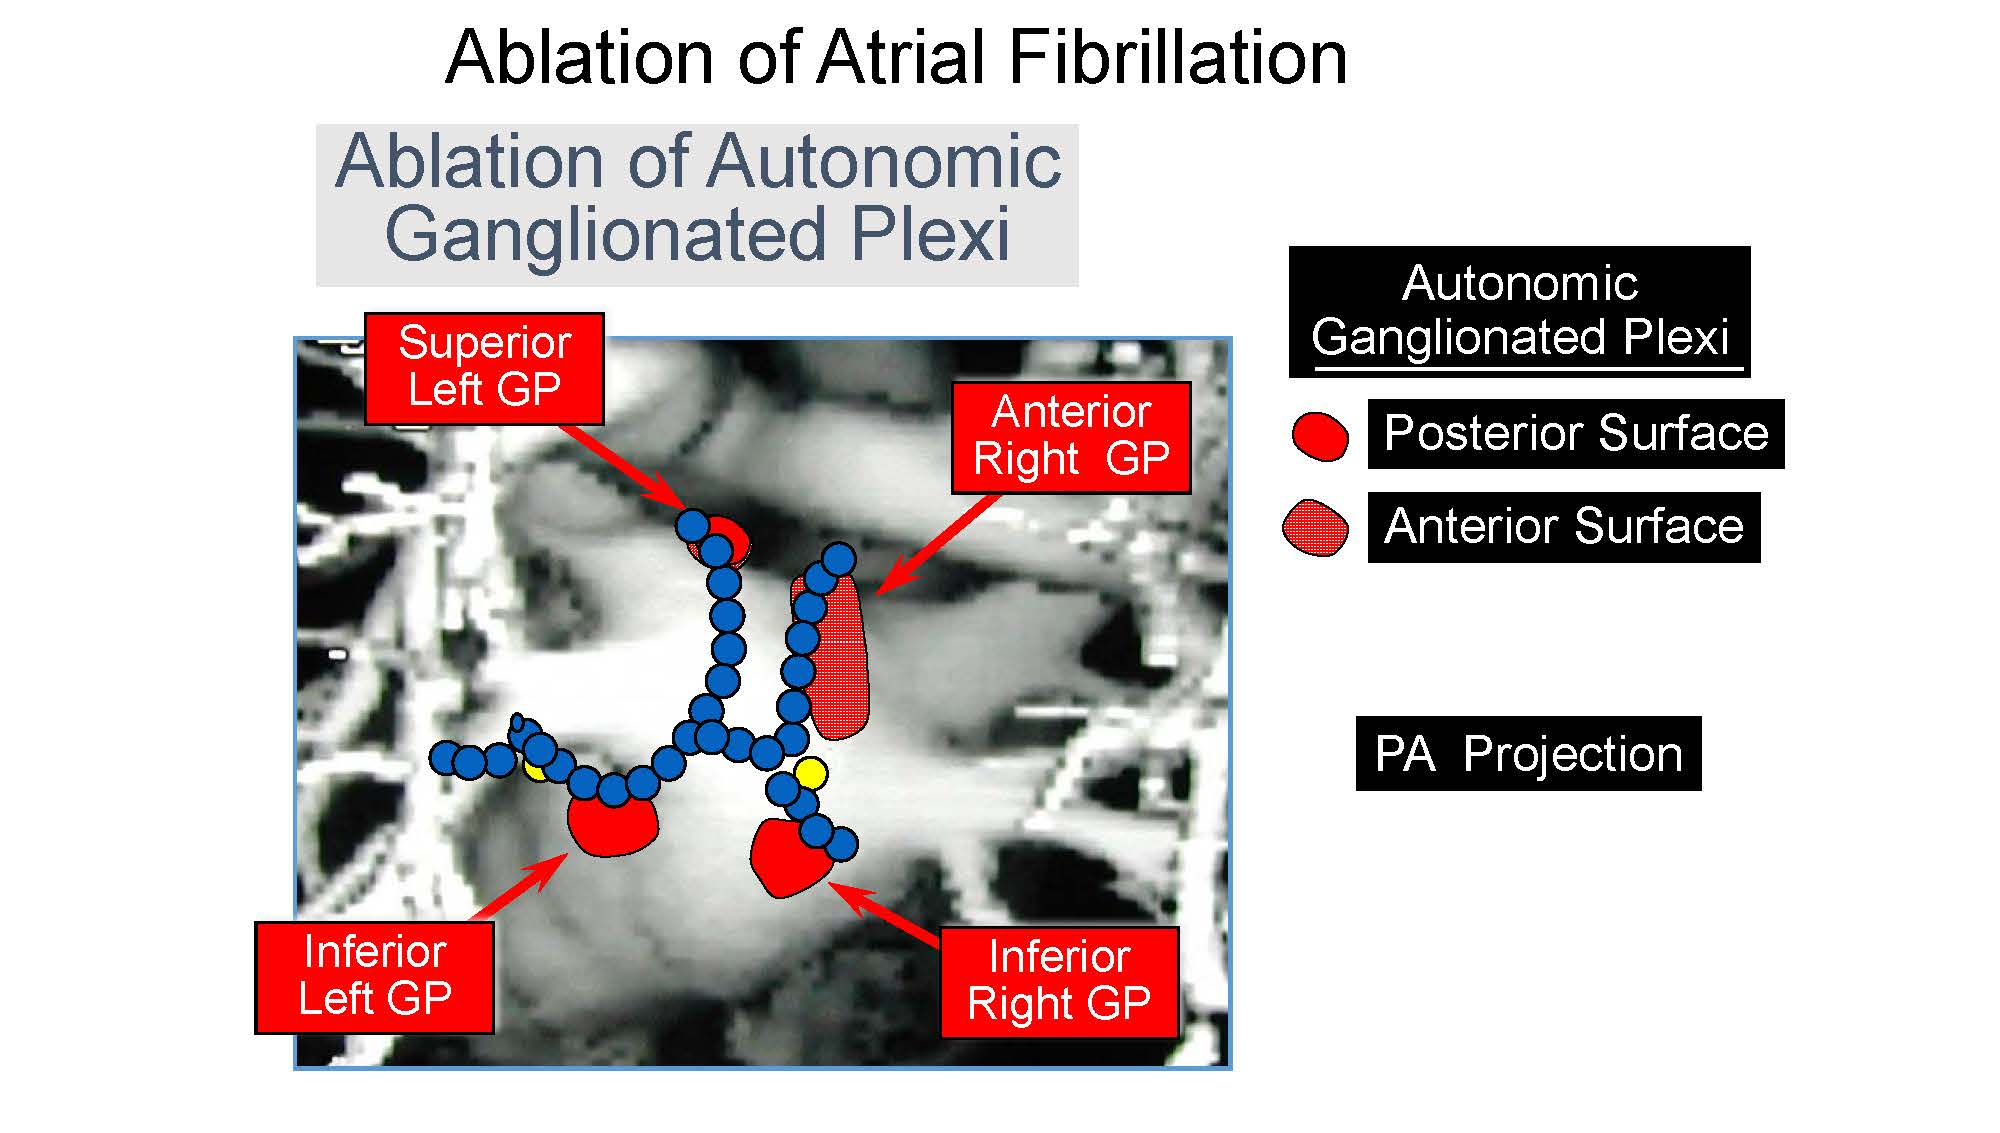 Ablation of Atrial Fibrillation
Ablation of Autonomic
Ganglionated Plexi
Superior
Left GP
Anterior
Right GP
Inferior
Left GP
Inferior
Right GP
Autonomic
Ganglionated Plexi
Posterior Surface
Anterior Surface
PA Projection